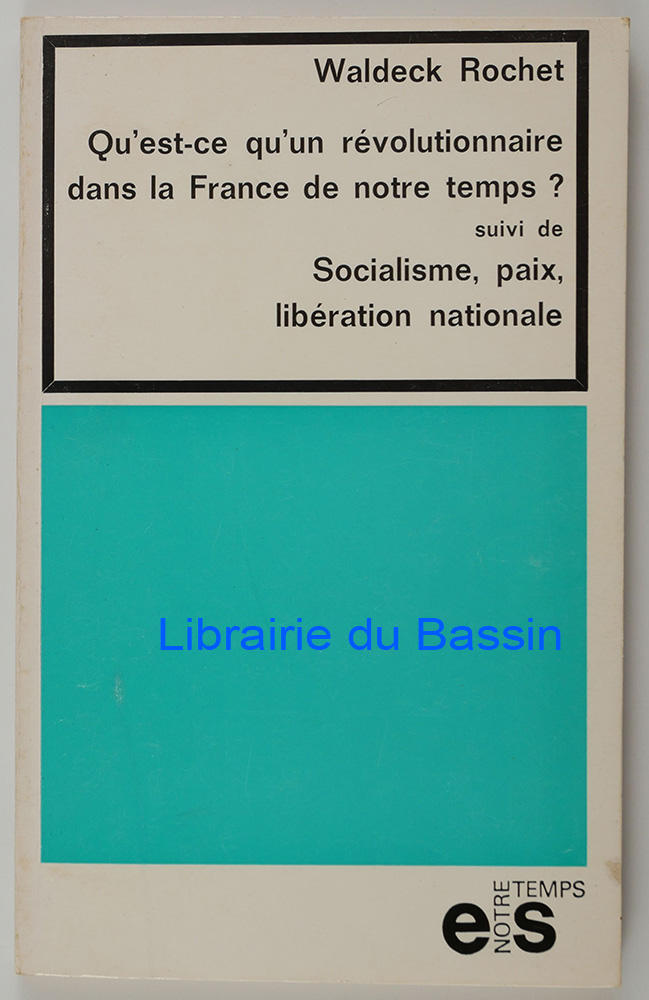 Waldeck Rochet
Qu'est-ce qu'un révolutionnaire
dans la France de notre temps ?
suivi de
Socialisme, paix,
libération nationale
Librairie du Bassin
NOTRE TEMPS
es